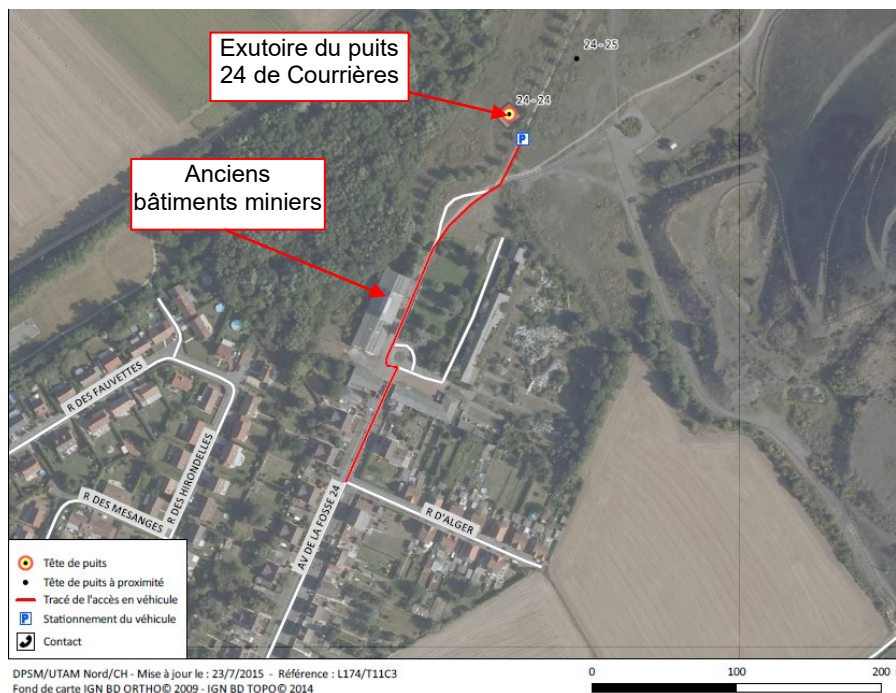 Exutoire du puits
24 de Courrières
24 - 25
24 - 24
P
Anciens
bâtiments miniers
R DES FAUVETTES
R DES HIRONDELLES
R DES MESANGES
AV DE LA FOSSE 24
R D'ALGER
Tête de puits
Tête de puits à proximité
Tracé de l'accès en véhicule
P Stationnement du véhicule
Contact
DPSM/UTAM Nord/CH - Mise à jour le : 23/7/2015 - Référence : L174/T11C3
Fond de carte IGN BD ORTHO© 2009 - IGN BD TOPO© 2014
0 100 200